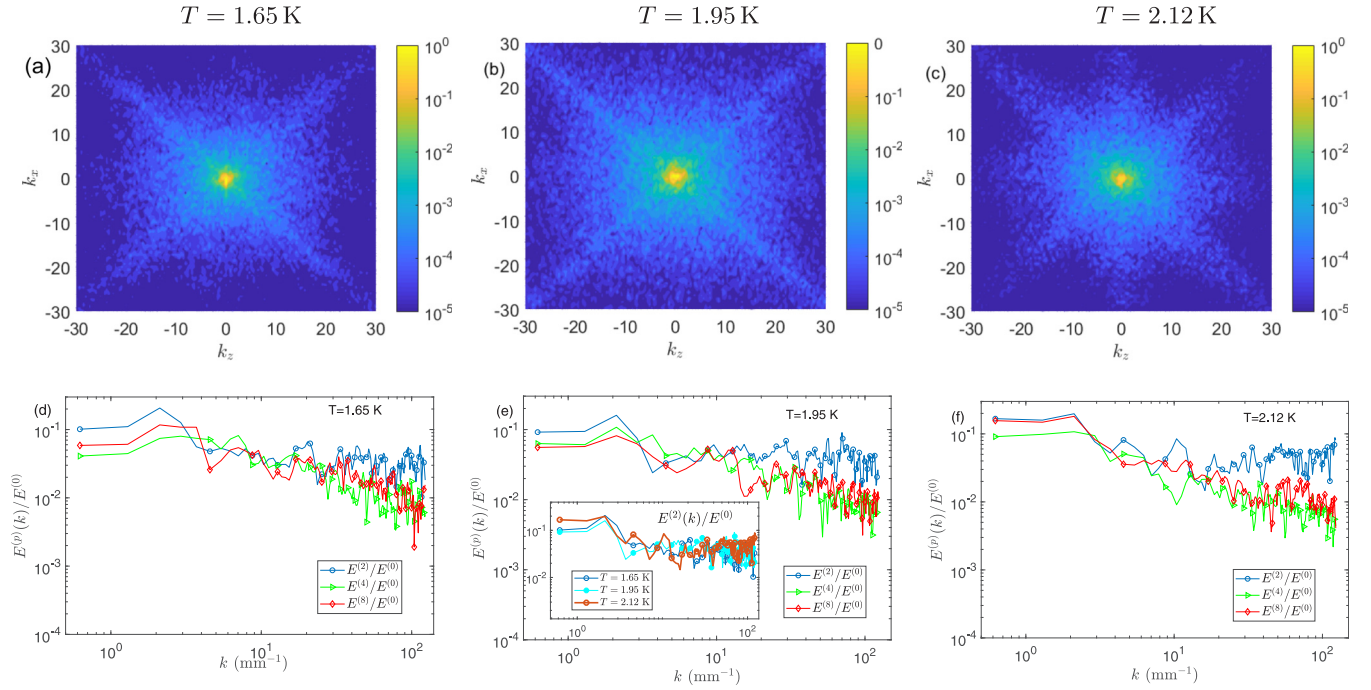 T = 1.65 K
T = 1.95 K
T = 2.12 K
(a)
30
20
10
0
-10
-20
-30
k_x
-30 -20 -10 0 10 20 30
k_z
10^0
10^-1
10^-2
10^-3
10^-4
10^-5
(b)
30
20
10
0
-10
-20
-30
k_x
-30 -20 -10 0 10 20 30
k_z
0
10^-1
10^-2
10^-3
10^-4
10^-5
(c)
30
20
10
0
-10
-20
-30
k_x
-30 -20 -10 0 10 20 30
k_z
10^0
10^-1
10^-2
10^-3
10^-4
10^-5
(d)
T=1.65 K
10^-1
10^-2
10^-3
10^-4
E^(p)(k)/E^(0)
E^(2)/E^(0)
E^(4)/E^(0)
E^(8)/E^(0)
10^0 10^1 10^2
k (mm^-1)
(e)
T=1.95 K
10^-1
10^-2
10^-3
10^-4
E^(p)(k)/E^(0)
E^(2)(k)/E^(0)
10^-1
10^-2
T = 1.65 K
T = 1.95 K
T = 2.12 K
10^0 10^2
E^(2)/E^(0)
E^(4)/E^(0)
E^(8)/E^(0)
10^0 10^1 10^2
k (mm^-1)
(f)
T=2.12 K
10^-1
10^-2
10^-3
10^-4
E^(p)(k)/E^(0)
E^(2)/E^(0)
E^(4)/E^(0)
E^(8)/E^(0)
10^0 10^1 10^2
k (mm^-1)